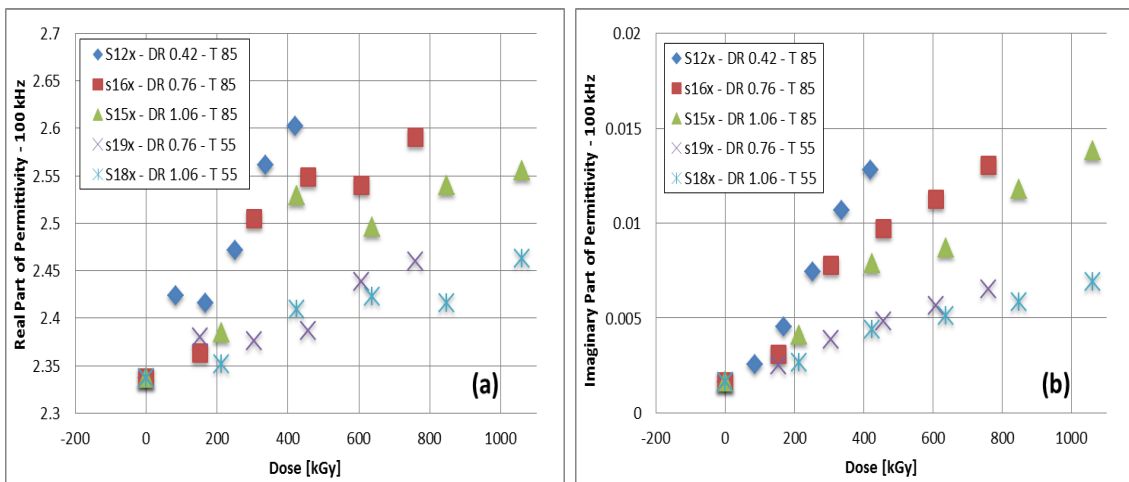 2.7
2.65
2.6
2.55
2.5
2.45
2.4
2.35
2.3
Real Part of Permittivity - 100 kHz
S12x - DR 0.42 - T 85
s16x - DR 0.76 - T 85
S15x - DR 1.06 - T 85
s19x - DR 0.76 - T 55
S18x - DR 1.06 - T 55
(a)
-200 0 200 400 600 800 1000
Dose [kGy]
0.02
0.015
0.01
0.005
0
Imaginary Part of Permittivity - 100 kHz
S12x - DR 0.42 - T 85
s16x - DR 0.76 - T 85
S15x - DR 1.06 - T 85
s19x - DR 0.76 - T 55
S18x - DR 1.06 - T 55
(b)
-200 0 200 400 600 800 1000
Dose [kGy]